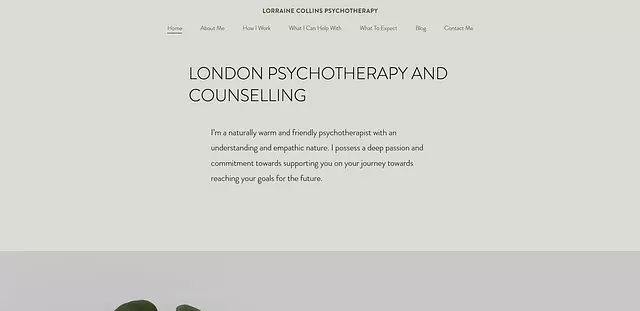 LORRAINE COLLINS PSYCHOTHERAPY
Home About Me How I Work What I Can Help With What To Expect Blog Contact Me
LONDON PSYCHOTHERAPY AND
COUNSELLING
I'm a naturally warm and friendly psychotherapist with an
understanding and empathic nature. I possess a deep passion and
commitment towards supporting you on your journey towards
reaching your goals for the future.